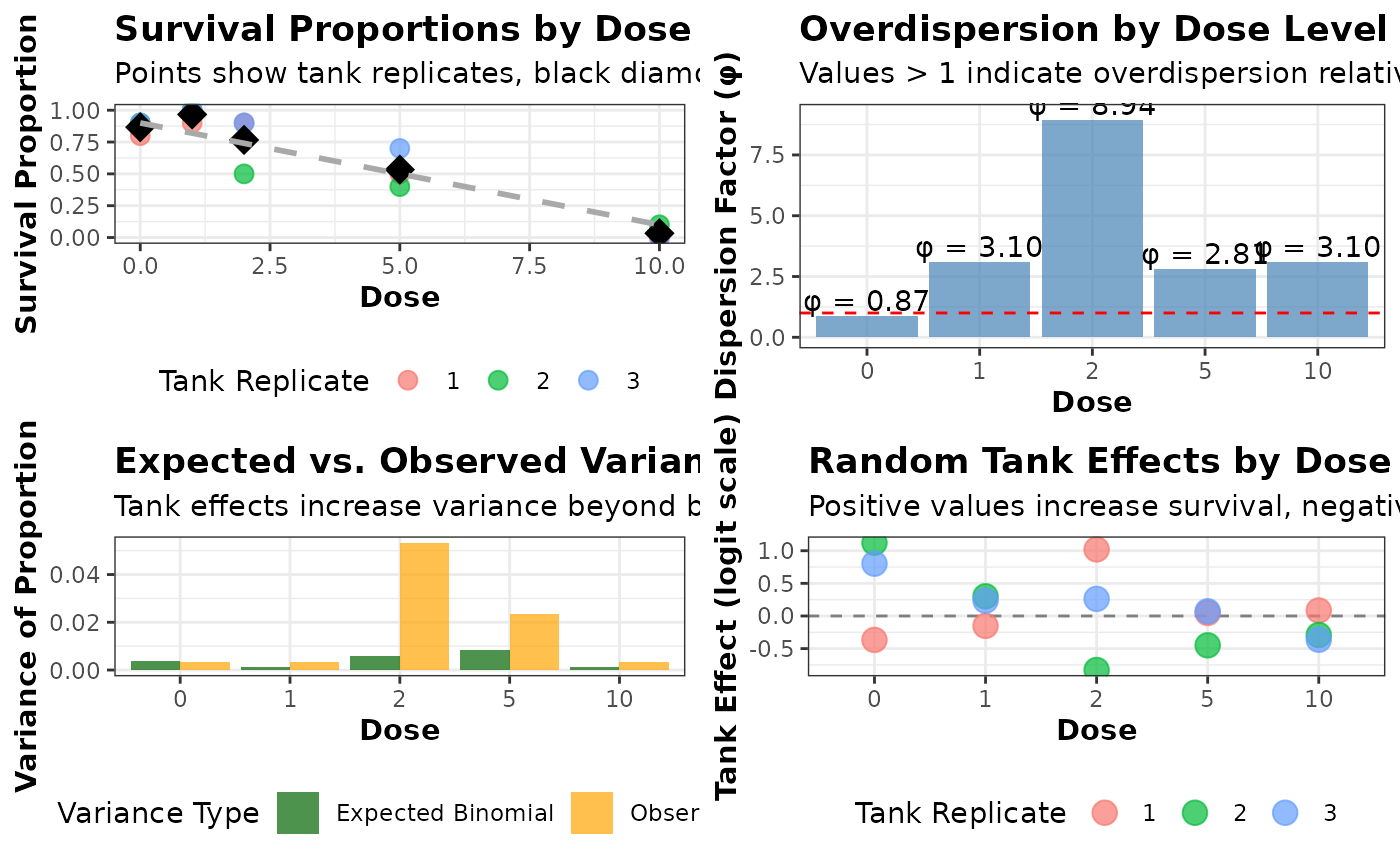 Survival Proportions by Dose
Points show tank replicates, black
Survival Proportion
1.00
0.75
0.50
0.25
0.00
0.0 2.5 5.0 7.5 10.0
Dose
Tank Replicate 1 2 3
Overdispersion by Dose Level
Values > 1 indicate overdispersion
Dispersion Factor (φ)
7.5
5.0
2.5
0.0
φ = 0.87
φ = 3.10
φ = 8.94
φ = 2.81
φ = 3.10
0 1 2 5 10
Dose
Expected vs. Observed
Tank effects increase variance beyond
Variance of Proportion
0.04
0.02
0.00
0 1 2 5 10
Dose
Variance Type Expected Binomial
Random Tank Effects by Dose
Positive values increase survival,
Tank Effect (logit scale)
1.0
0.5
0.0
-0.5
0 1 2 5 10
Dose
Tank Replicate 1 2 3